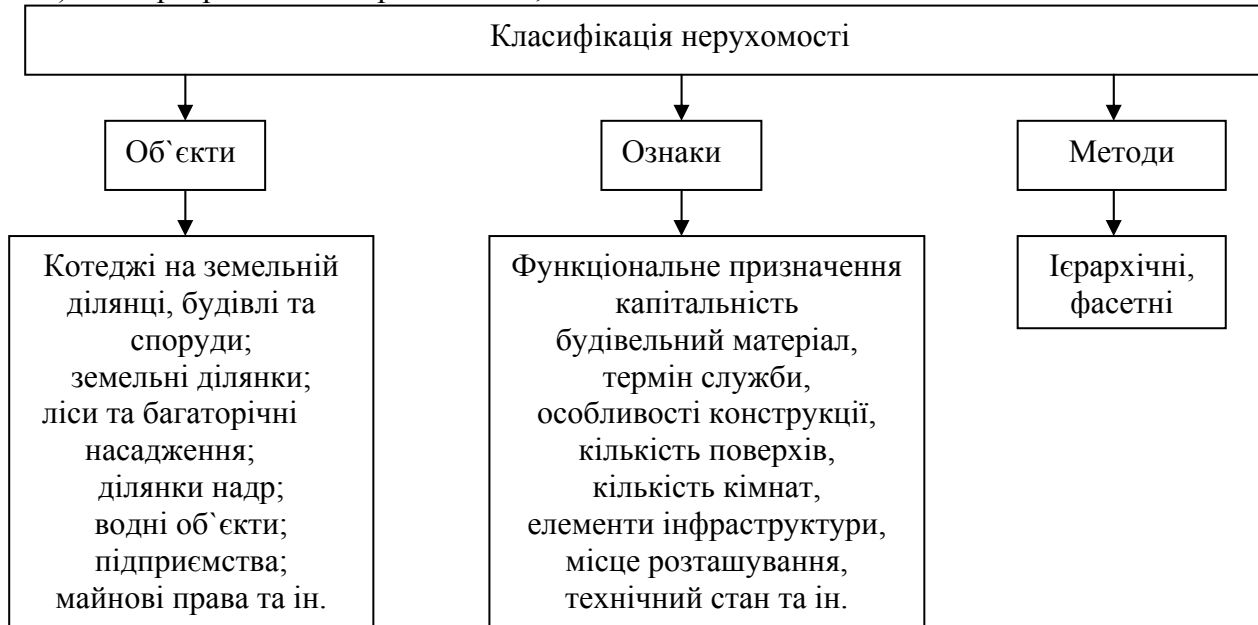 Класифікація нерухомості
Об`єкти
Ознаки
Методи
Котеджі на земельній
ділянці, будівлі та
споруди;
земельні ділянки;
ліси та багаторічні
насадження;
ділянки надр;
водні об`єкти;
підприємства;
майнові права та ін.
Функціональне призначення
капітальність
будівельний матеріал,
термін служби,
особливості конструкції,
кількість поверхів,
кількість кімнат,
елементи інфраструктури,
місце розташування,
технічний стан та ін.
Ієрархічні,
фасетні